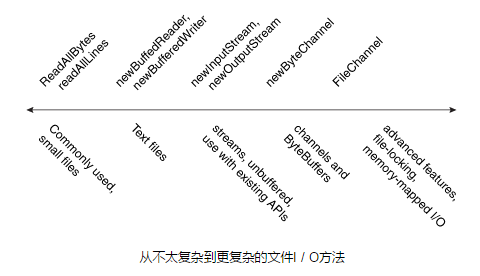 ReadAllBytes
readAllLines
newBuffedReader,
newBufferedWriter
newInputStream,
newOutputStream
newByteChannel
FileChannel
Commonly used,
small files
Text files
streams, unbuffered,
use with existing APIs
channels and
ByteBuffers
advanced features,
file-locking,
memory-mapped I/O
从不太复杂到更复杂的文件I / O方法